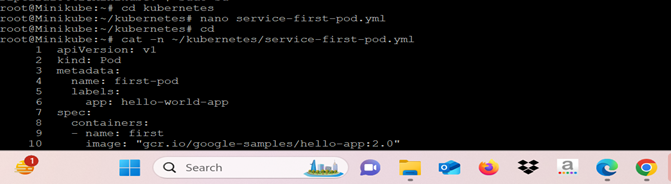 root@Minikube:~# cd kubernetes
root@Minikube:~/kubernetes# nano service-first-pod.yml
root@Minikube:~/kubernetes# cd
root@Minikube:~# cat -n ~/kubernetes/service-first-pod.yml
     1  apiVersion: v1
     2  kind: Pod
     3  metadata:
     4    name: first-pod
     5    labels:
     6      app: hello-world-app
     7  spec:
     8    containers:
     9    - name: first
    10      image: "gcr.io/google-samples/hello-app:2.0"
1
Search
a